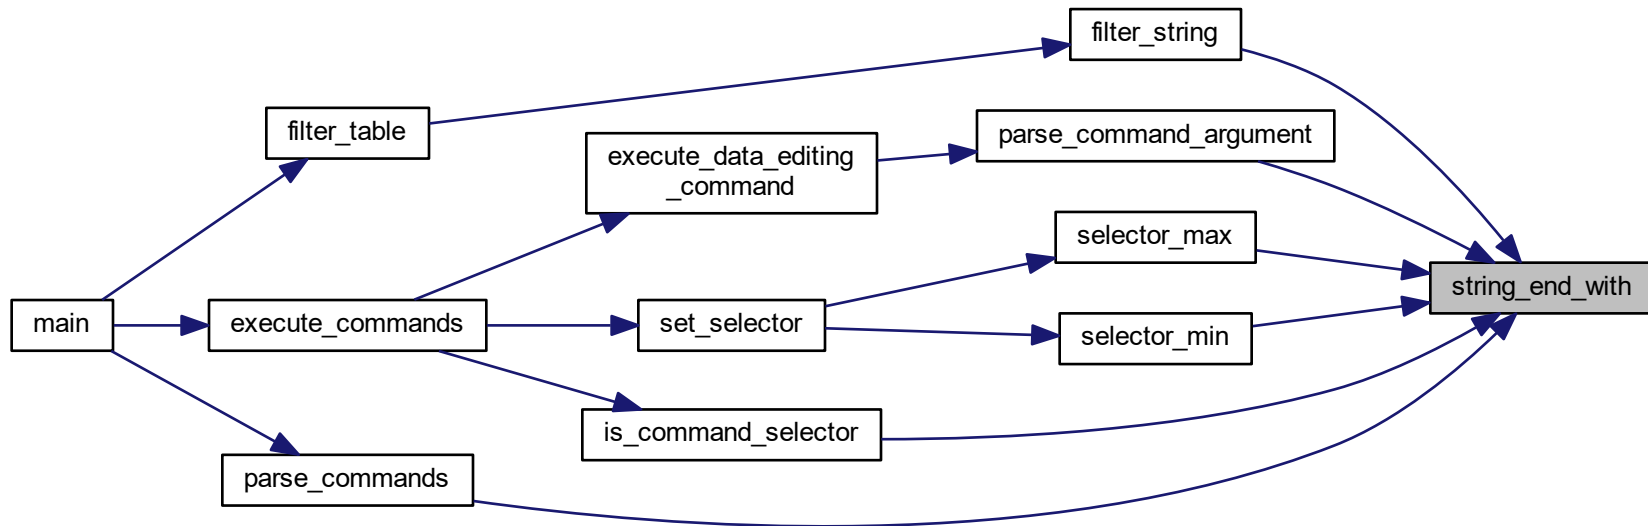 filter_string
filter_table
parse_command_argument
execute_data_editing
_command
selector_max
string_end_with
main
execute_commands
set_selector
selector_min
is_command_selector
parse_commands